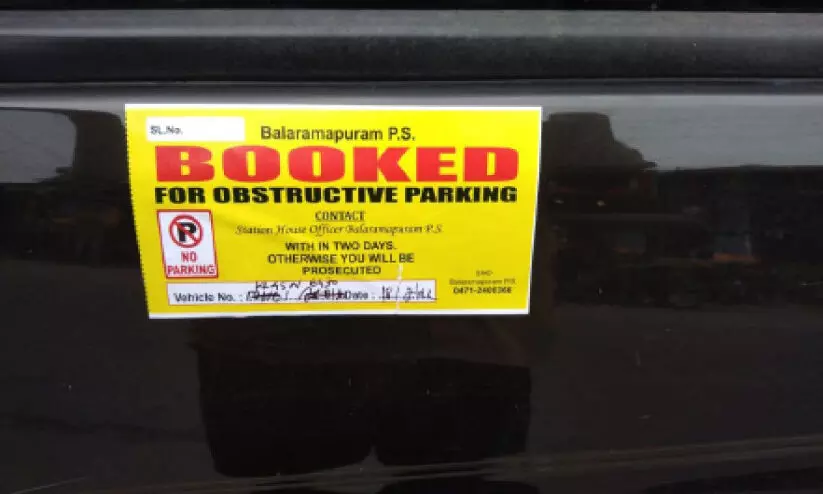 SL.No.
Balaramapuram P.S.
BOOKED
FOR OBSTRUCTIVE PARKING
CONTACT
Station House Officer Balaramapuram P.S.
WITH IN TWO DAYS.
OTHERWISE YOU WILL BE
PROSECUTED
P
NO
PARKING
SHO
Balaramapuram P.S.
0471-2400366
Vehicle No. : Date :